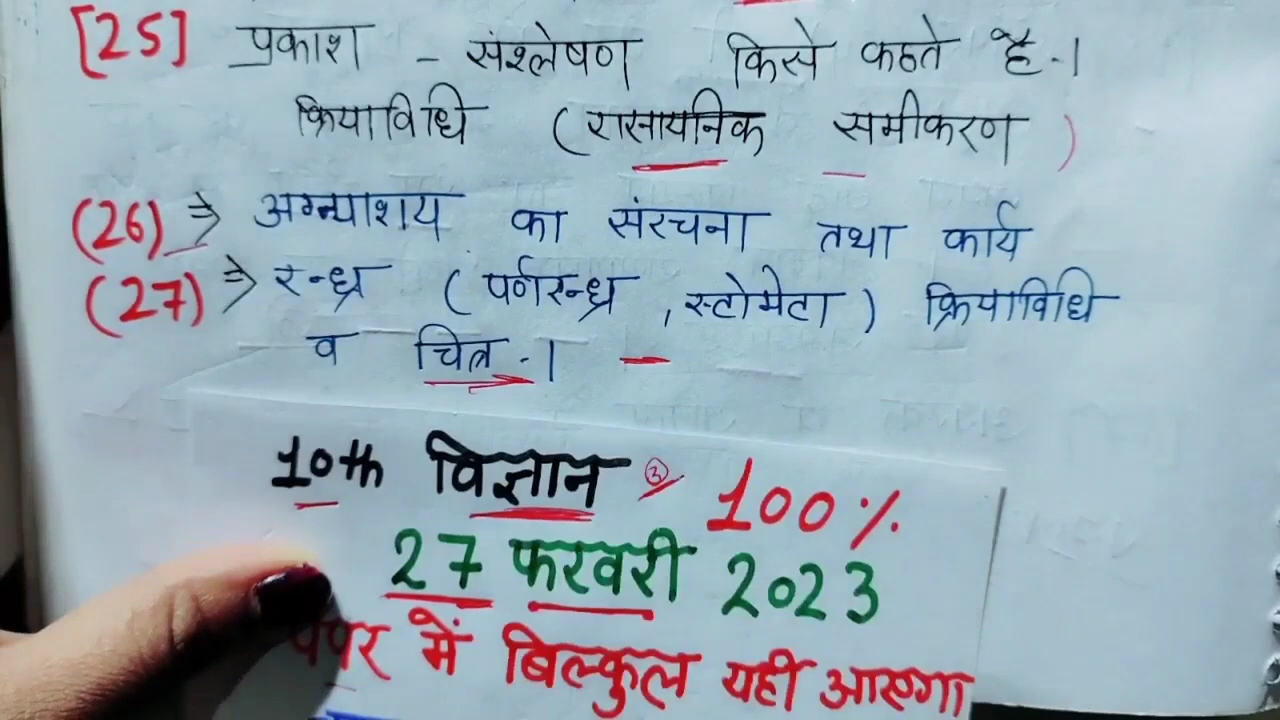 [25] प्रकाश - संश्लेषण किसे कहते है.।
क्रियाविधि (रासायनिक समीकरण )
(26) ⇒ अग्न्याशय का संरचना तथा कार्य
(27) ⇒ रन्ध्र (पर्णरन्ध्र , स्टोमेटा) क्रियाविधि
व चित्र.। –
10th विज्ञान ③ 100%
27 फरवरी 2023
पेपर में बिल्कुल यही आएगा